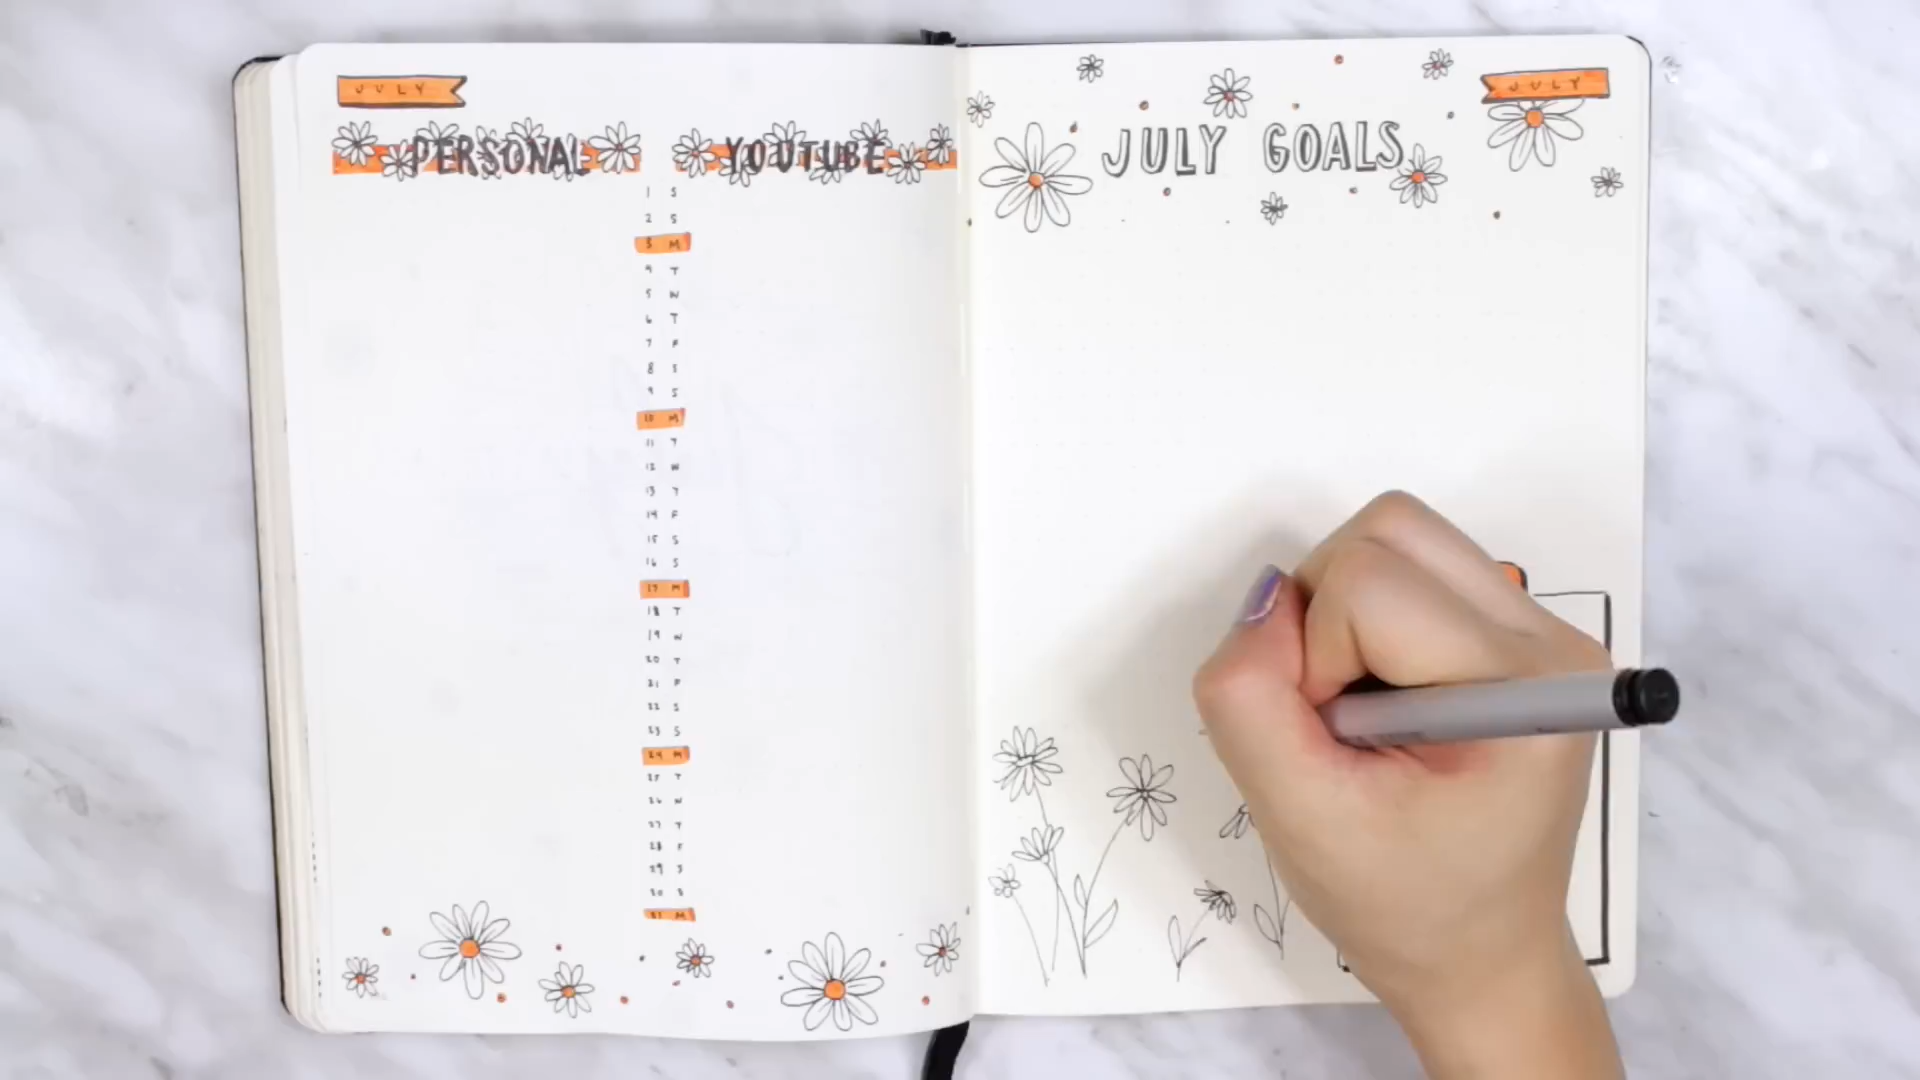 JULY
PERSONAL YOUTUBE
1 S
2 S
3 M
4 T
5 W
6 T
7 F
8 S
9 S
10 M
11 T
12 W
13 T
14 F
15 S
16 S
17 M
18 T
19 W
20 T
21 F
22 S
23 S
24 M
25 T
26 W
27 T
28 F
29 S
30 S
31 M
JULY
JULY GOALS